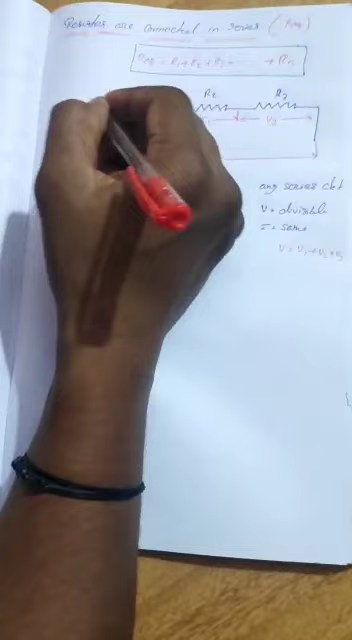 Resistors are connected in series (Req)
Req = R1+R2+R3+ ...... + Rn
R2 R3
V3
any series ckt
V = divisible
I = same
V = V1+V2+V3